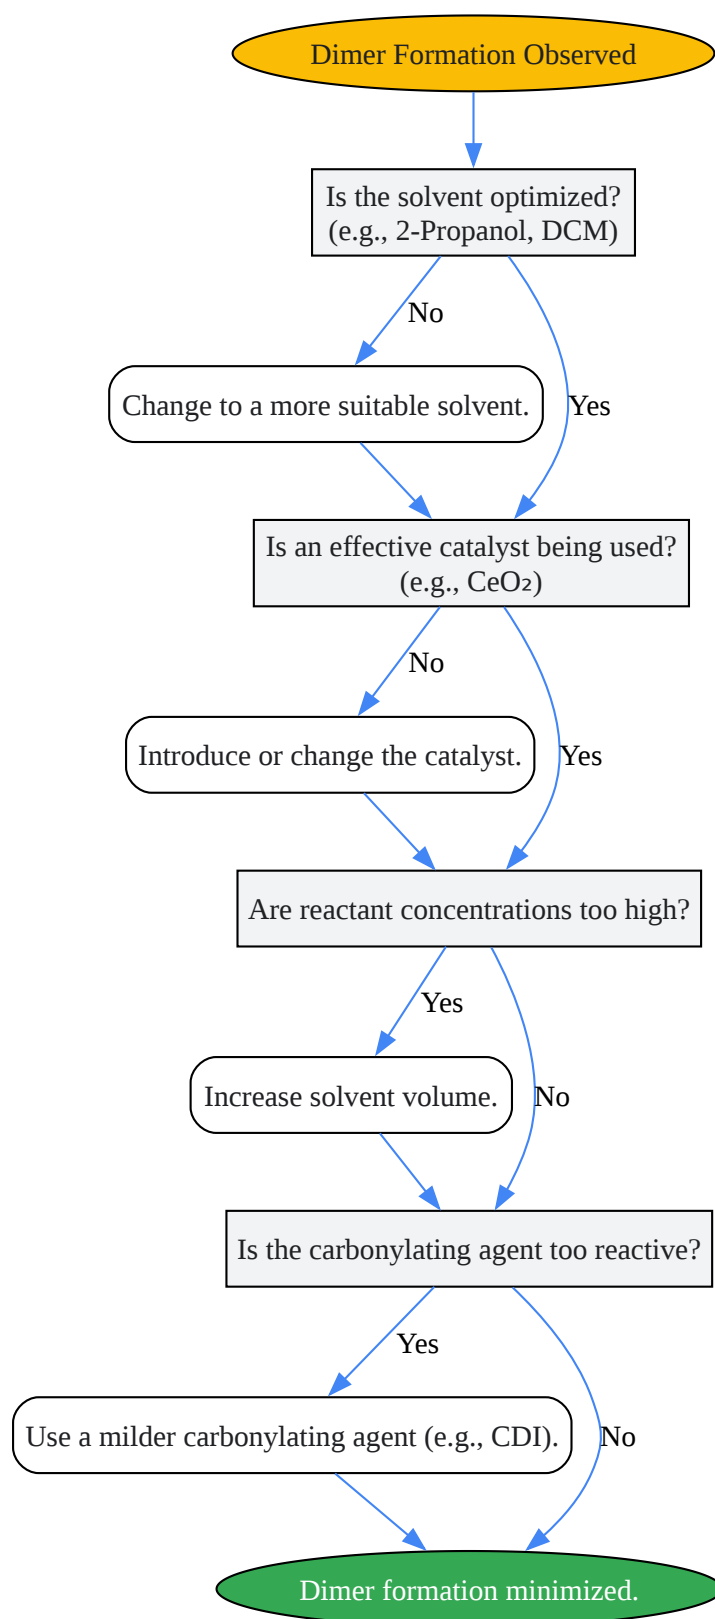 Dimer Formation Observed
Is the solvent optimized?
(e.g., 2-Propanol, DCM)
No
Change to a more suitable solvent.
Yes
Is an effective catalyst being used?
(e.g., CeO₂)
No
Introduce or change the catalyst.
Yes
Are reactant concentrations too high?
Yes
Increase solvent volume.
No
Is the carbonylating agent too reactive?
Yes
Use a milder carbonylating agent (e.g., CDI).
No
Dimer formation minimized.